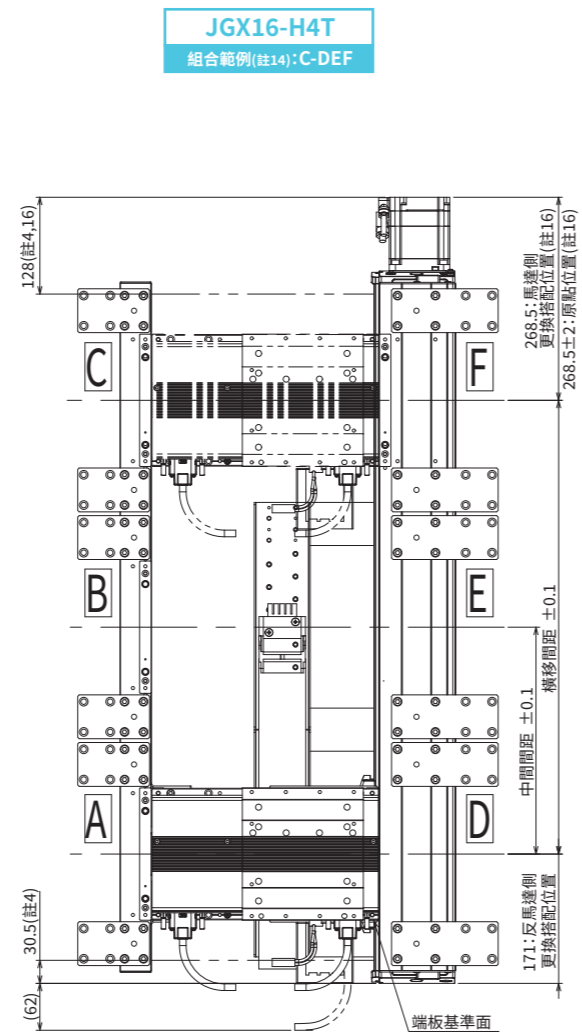 JGX16-H4T
組合範例(註14):C-DEF
128(註4,16)
268.5:馬達側
更換搭配位置(註16)
268.5±2:原點位置(註16)
C
F
B
E
橫移間距 ±0.1
中間間距 ±0.1
A
D
30.5(註4)
(62)
171:反馬達側
更換搭配位置
端板基準面